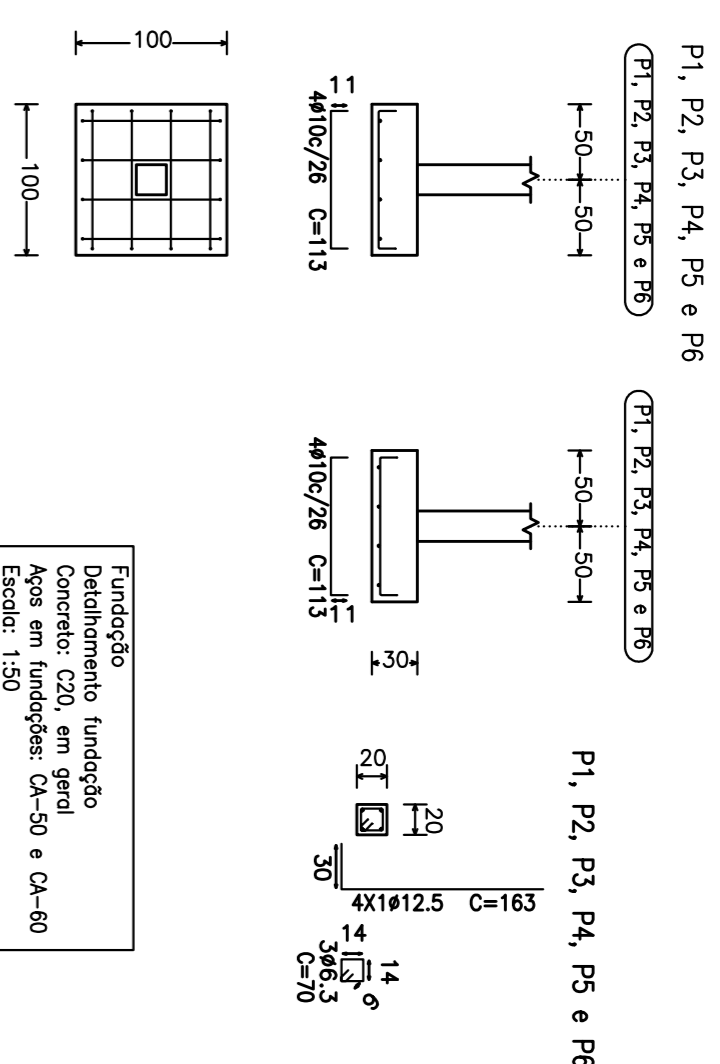 P1, P2, P3, P4, P5 e P6
P1, P2, P3, P4, P5 e P6
50
50
11
4ø10c/26 C=113
100
100
P1, P2, P3, P4, P5 e P6
50
50
4ø10c/26 C=113
11
30
P1, P2, P3, P4, P5 e P6
20
20
30
4X1ø12.5 C=163
14
14
6
3ø6.3
C=70
Fundação
Detalhamento fundação
Concreto: C20, em geral
Aços em fundações: CA-50 e CA-60
Escala: 1:50